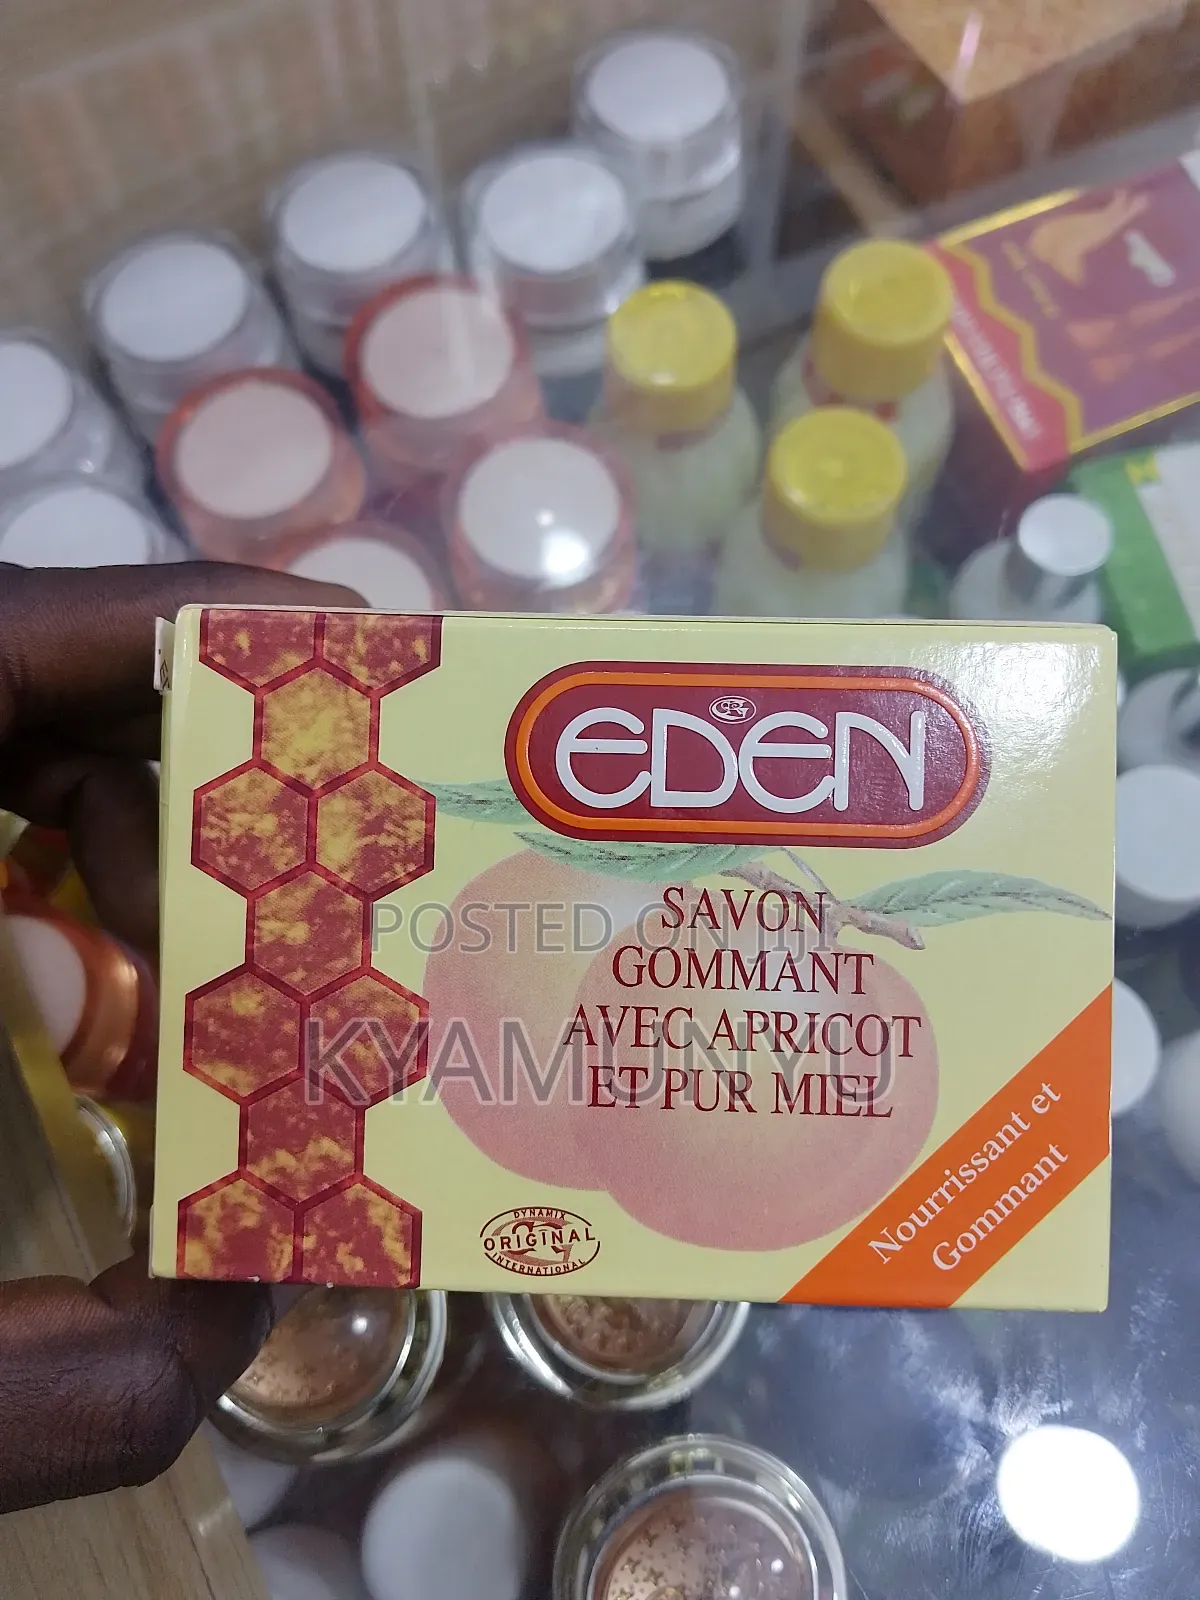 EDEN
SAVON
GOMMANT
AVEC APRICOT
ET PUR MIEL
POSTED ON JIJI
KYAMUNYU
Nourrissant et
Gommant
DYNAMIX
ORIGINAL
INTERNATIONAL